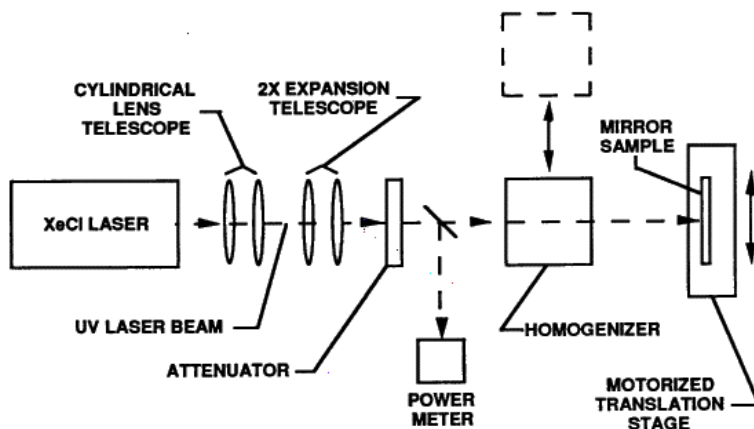 CYLINDRICAL
LENS
TELESCOPE
2X EXPANSION
TELESCOPE
MIRROR
SAMPLE
XeCl LASER
UV LASER BEAM
ATTENUATOR
POWER
METER
HOMOGENIZER
MOTORIZED
TRANSLATION
STAGE